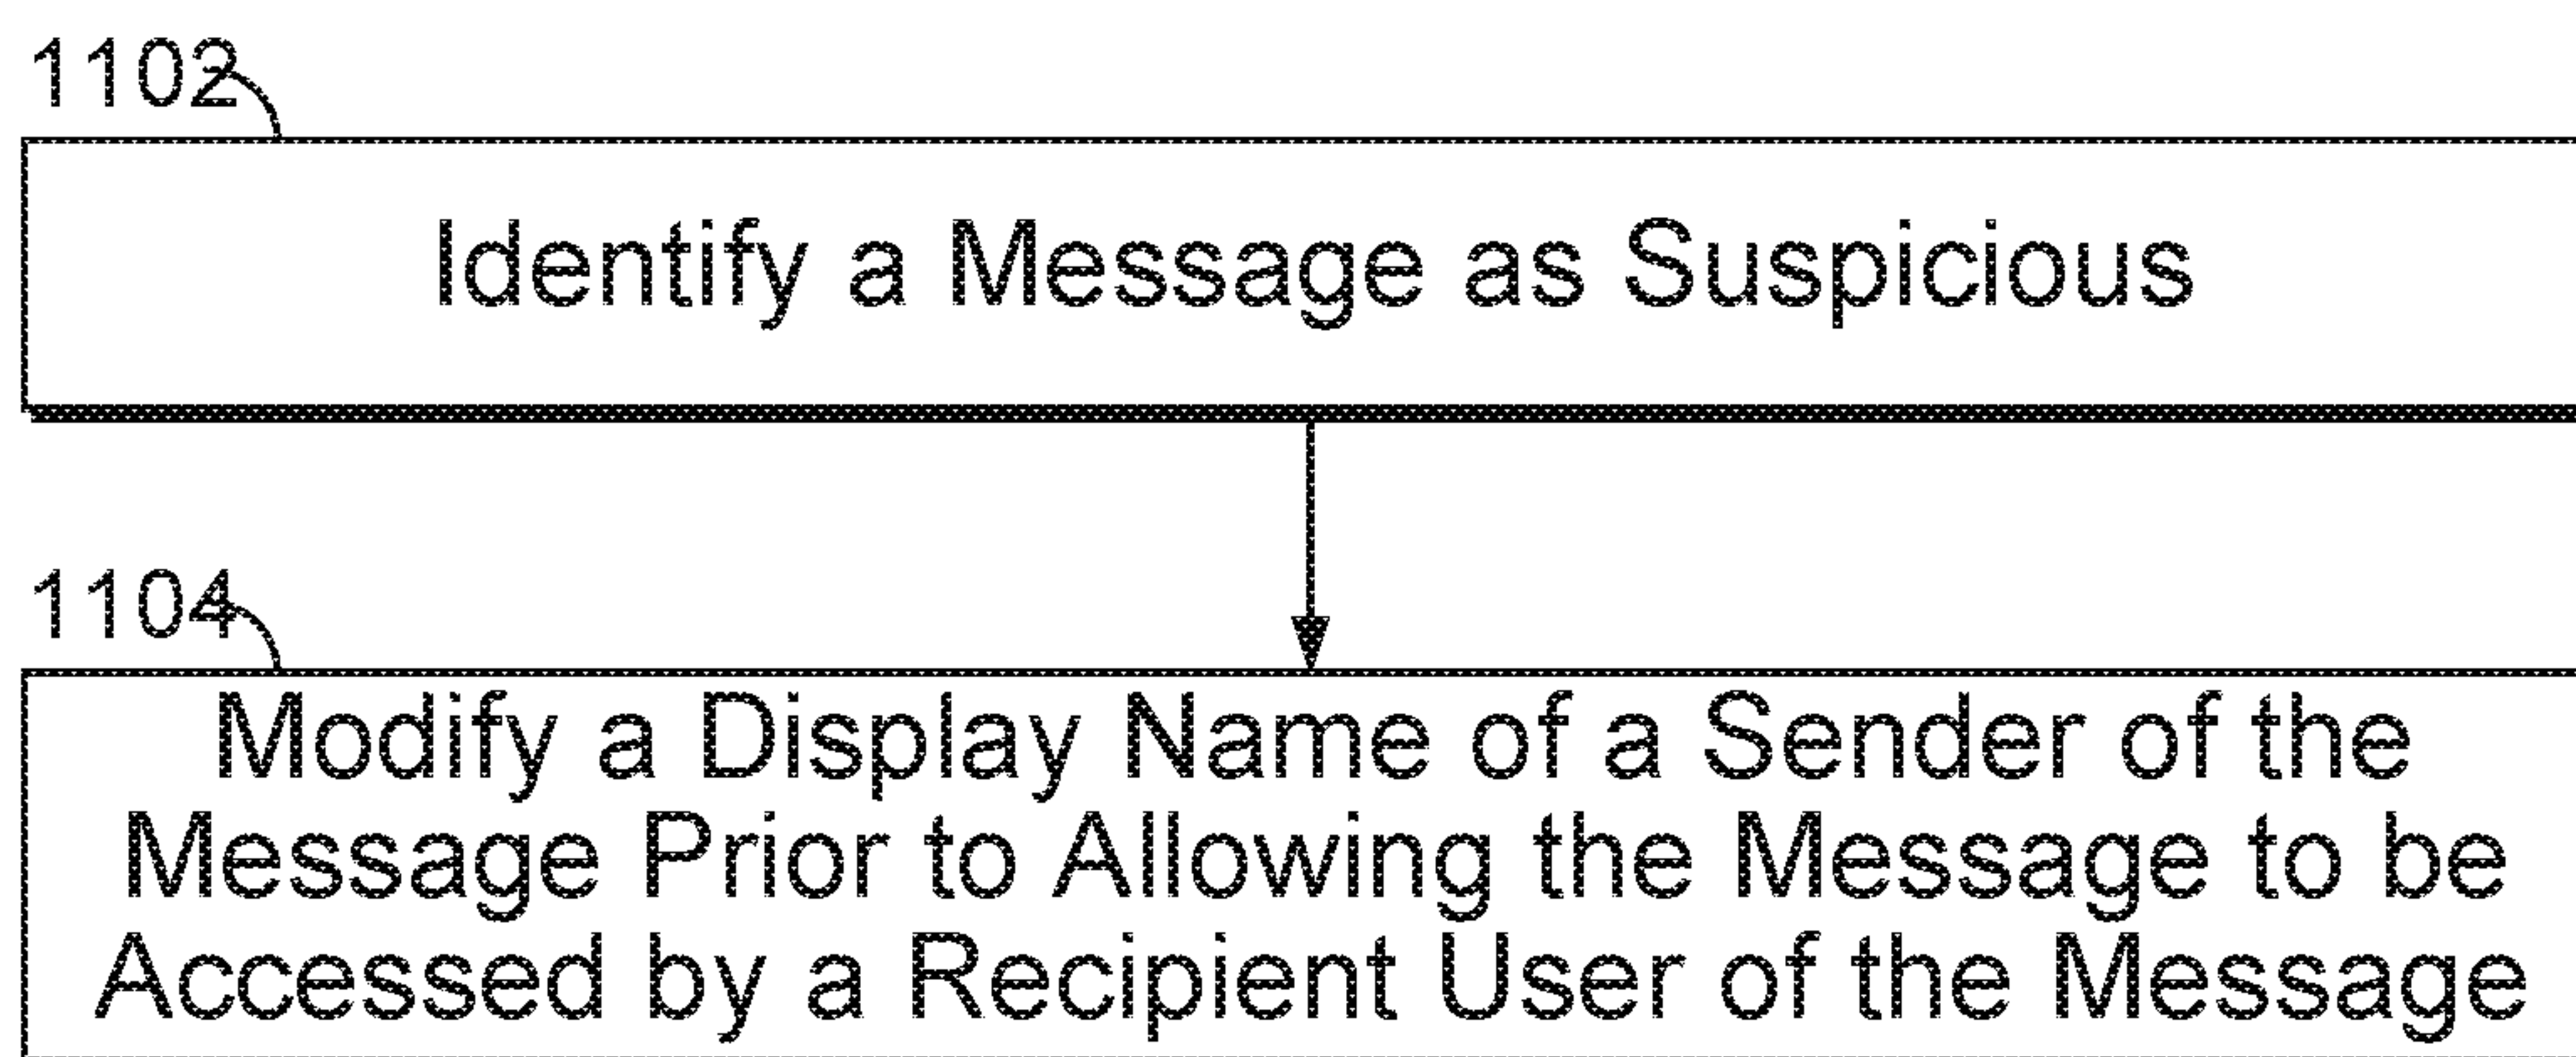 1102
Identify a Message as Suspicious
1104
Modify a Display Name of a Sender of the
Message Prior to Allowing the Message to be
Accessed by a Recipient User of the Message